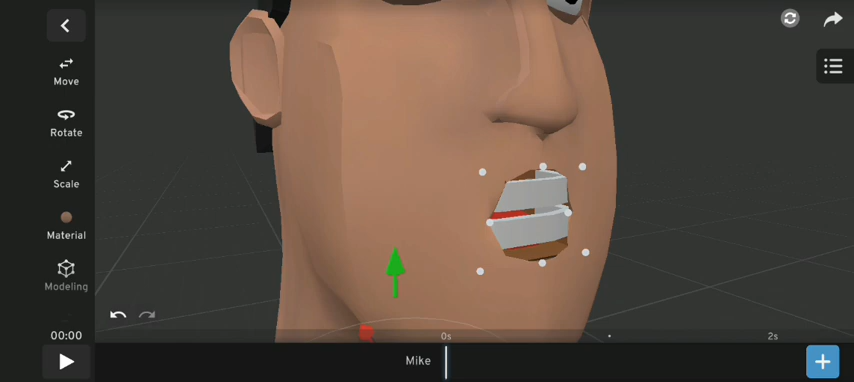 Move
Rotate
Scale
Material
Modeling
00:00
0s
2s
Mike